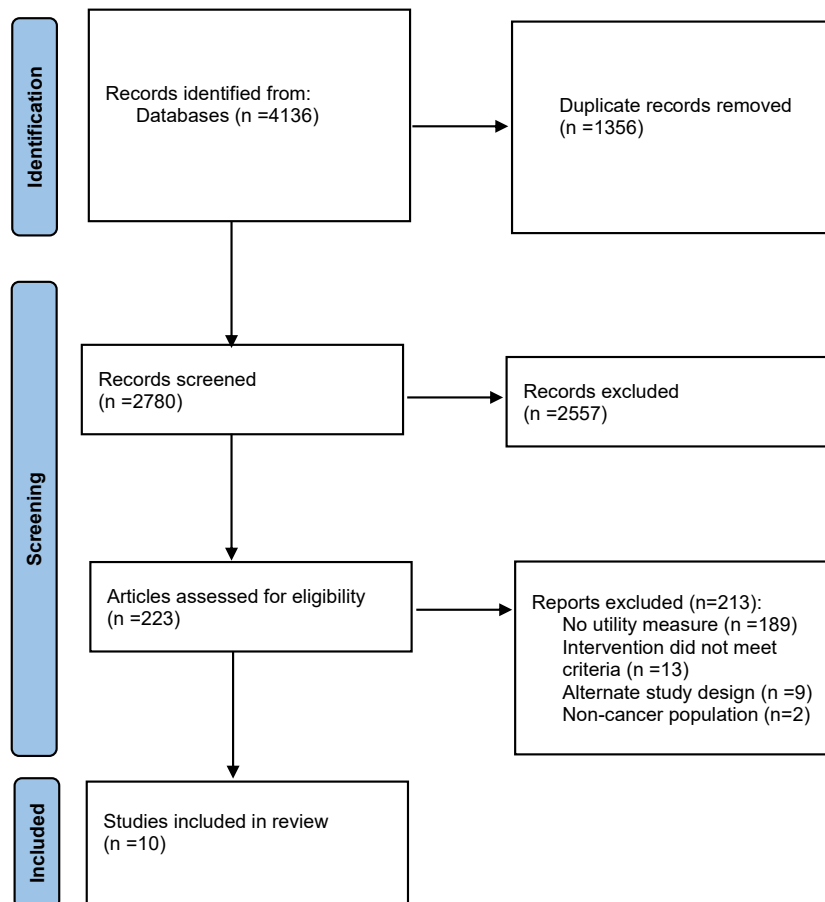 Identification
Records identified from:
Databases (n =4136)
Duplicate records removed
(n =1356)
Screening
Records screened
(n =2780)
Records excluded
(n =2557)
Articles assessed for eligibility
(n =223)
Reports excluded (n=213):
No utility measure (n =189)
Intervention did not meet
criteria (n =13)
Alternate study design (n =9)
Non-cancer population (n=2)
Included
Studies included in review
(n =10)